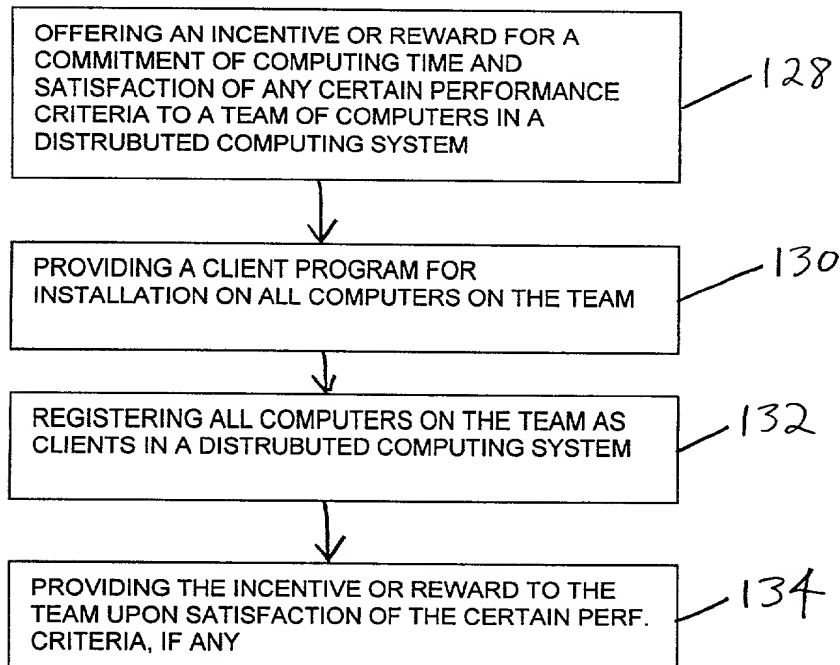 OFFERING AN INCENTIVE OR REWARD FOR A
COMMITMENT OF COMPUTING TIME AND
SATISFACTION OF ANY CERTAIN PERFORMANCE
CRITERIA TO A TEAM OF COMPUTERS IN A
DISTRUBUTED COMPUTING SYSTEM
128
PROVIDING A CLIENT PROGRAM FOR
INSTALLATION ON ALL COMPUTERS ON THE TEAM
130
REGISTERING ALL COMPUTERS ON THE TEAM AS
CLIENTS IN A DISTRUBUTED COMPUTING SYSTEM
132
PROVIDING THE INCENTIVE OR REWARD TO THE
TEAM UPON SATISFACTION OF THE CERTAIN PERF.
CRITERIA, IF ANY
134